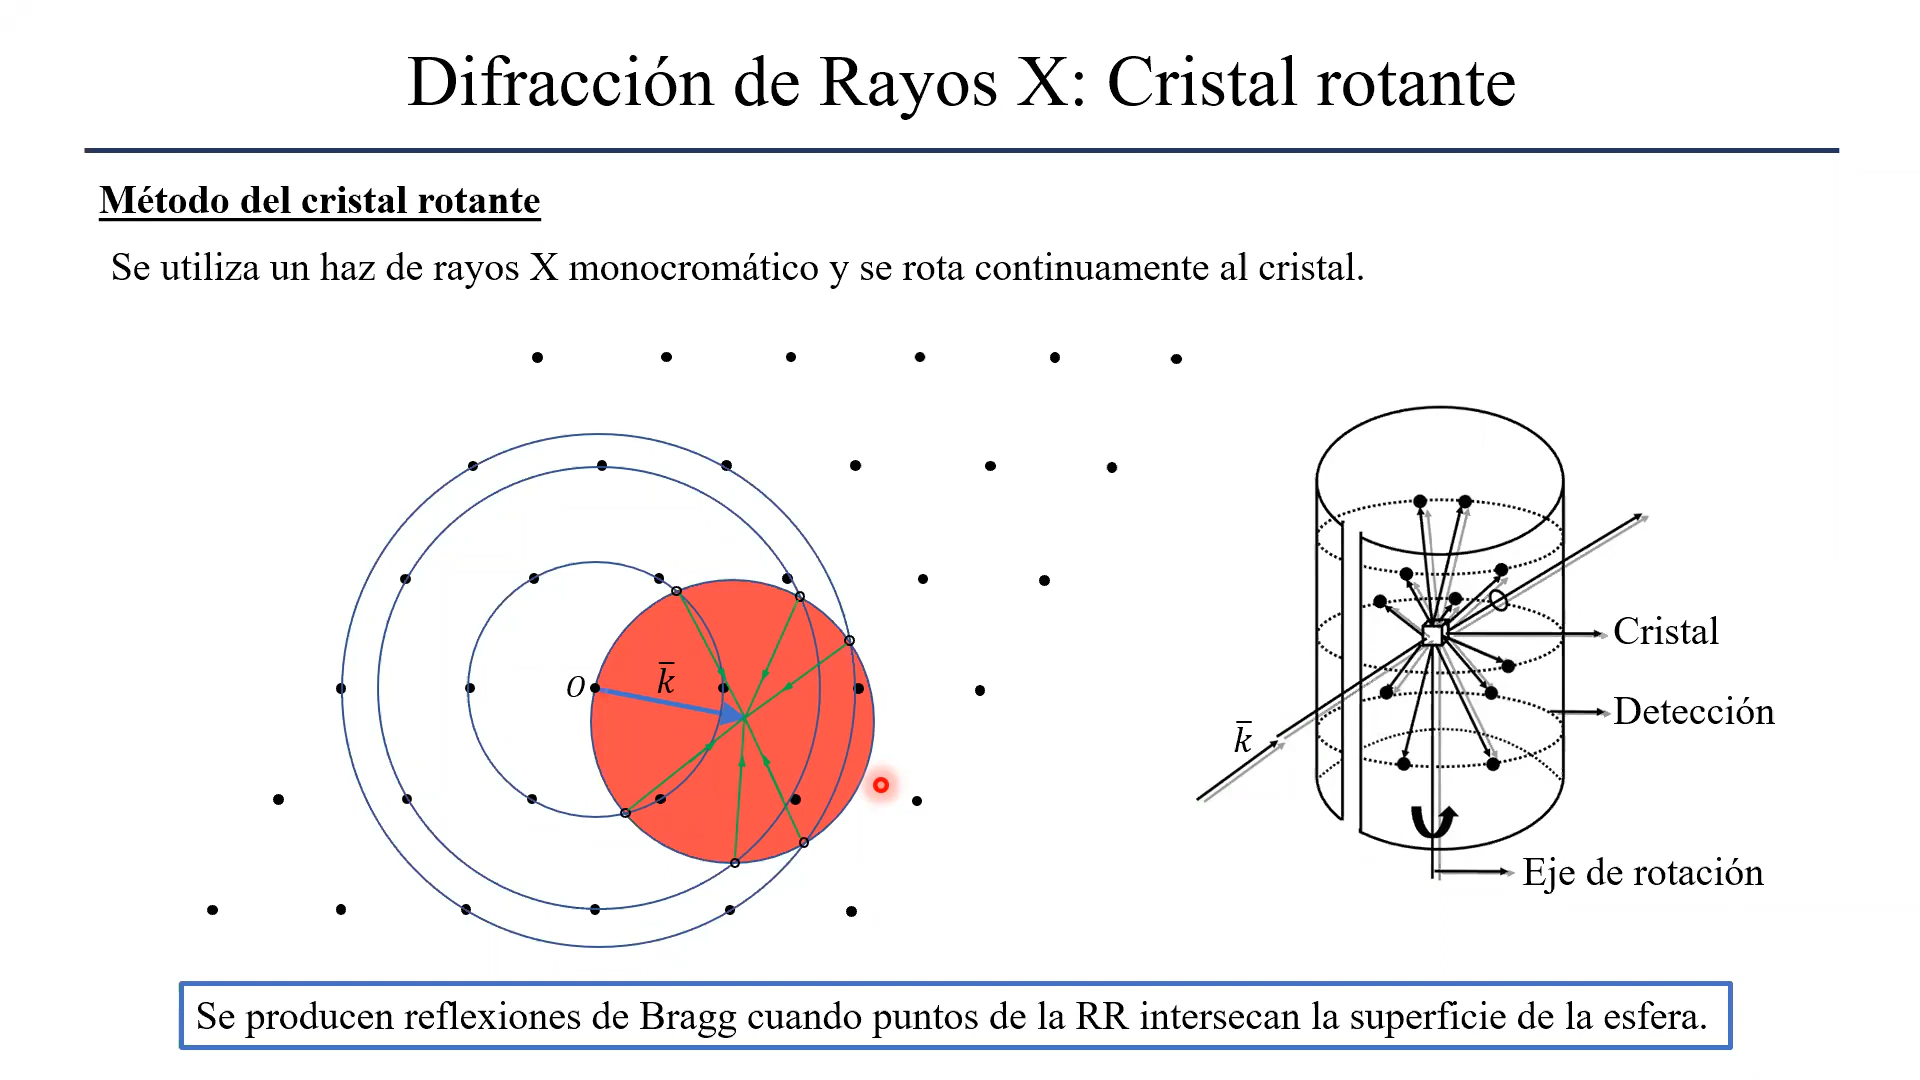 Difracción de Rayos X: Cristal rotante
Método del cristal rotante
Se utiliza un haz de rayos X monocromático y se rota continuamente al cristal.
O
k̅
k̅
Cristal
Detección
Eje de rotación
Se producen reflexiones de Bragg cuando puntos de la RR intersecan la superficie de la esfera.